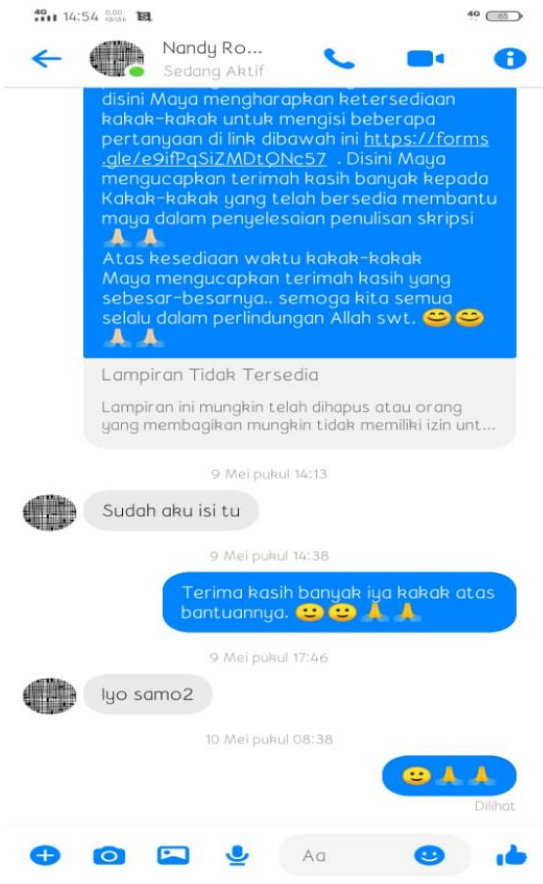 4G 14:54 0.00 KB/s 4G 65
Nandy Ro...
Sedang Aktif
disini Maya mengharapkan ketersediaan
kakak-kakak untuk mengisi beberapa
pertanyaan di link dibawah ini https://forms
.gle/e9ifPqSiZMDtQNc57 . Disini Maya
mengucapkan terimah kasih banyak kepada
Kakak-kakak yang telah bersedia membantu
maya dalam penyelesaian penulisan skripsi
🙏🏻🙏🏻
Atas kesediaan waktu kakak-kakak
Maya mengucapkan terimah kasih yang
sebesar-besarnya.. semoga kita semua
selalu dalam perlindungan Allah swt. 😊😊
🙏🏻🙏🏻
Lampiran Tidak Tersedia
Lampiran ini mungkin telah dihapus atau orang
yang membagikan mungkin tidak memiliki izin unt...
9 Mei pukul 14:13
Sudah aku isi tu
9 Mei pukul 14:38
Terima kasih banyak iya kakak atas
bantuannya. 🙂🙂🙏🙏
9 Mei pukul 17:46
Iyo samo2
10 Mei pukul 08:38
🙂🙏🙏
Dilihat
Aa